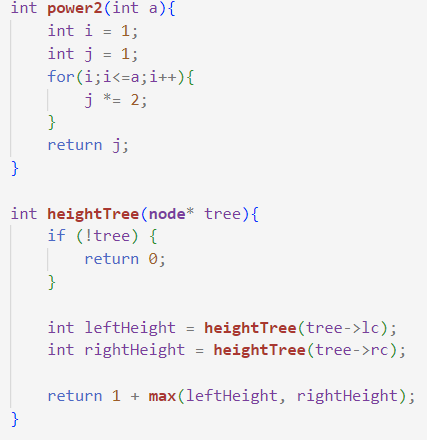 int power2(int a){
    int i = 1;
    int j = 1;
    for(i;i<=a;i++){
        j *= 2;
    }
    return j;
}

int heightTree(node* tree){
    if (!tree) {
        return 0;
    }

    int leftHeight = heightTree(tree->lc);
    int rightHeight = heightTree(tree->rc);

    return 1 + max(leftHeight, rightHeight);
}